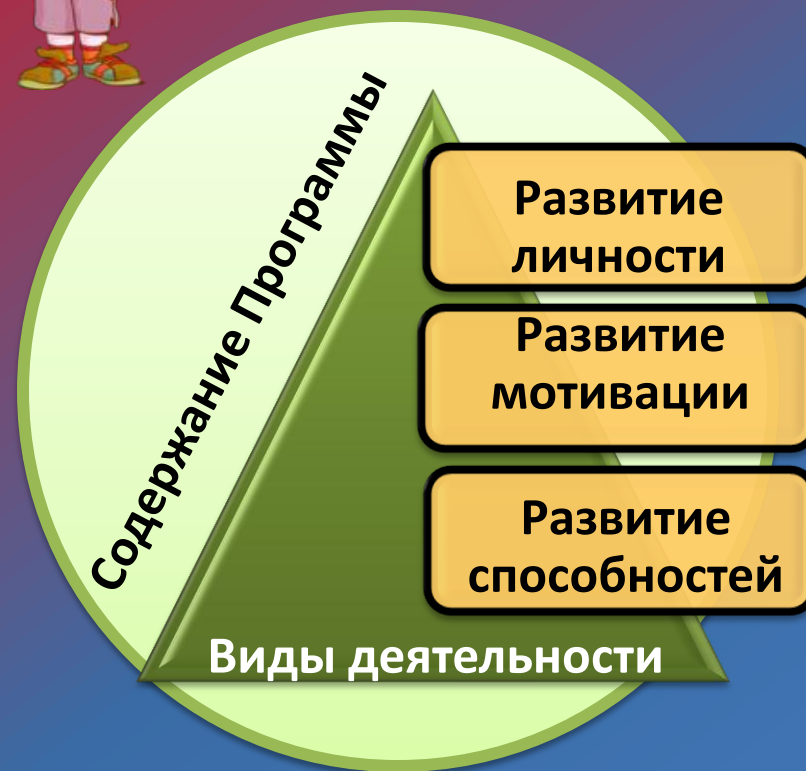 Содержание Программы
Развитие
личности
Развитие
мотивации
Развитие
способностей
Виды деятельности